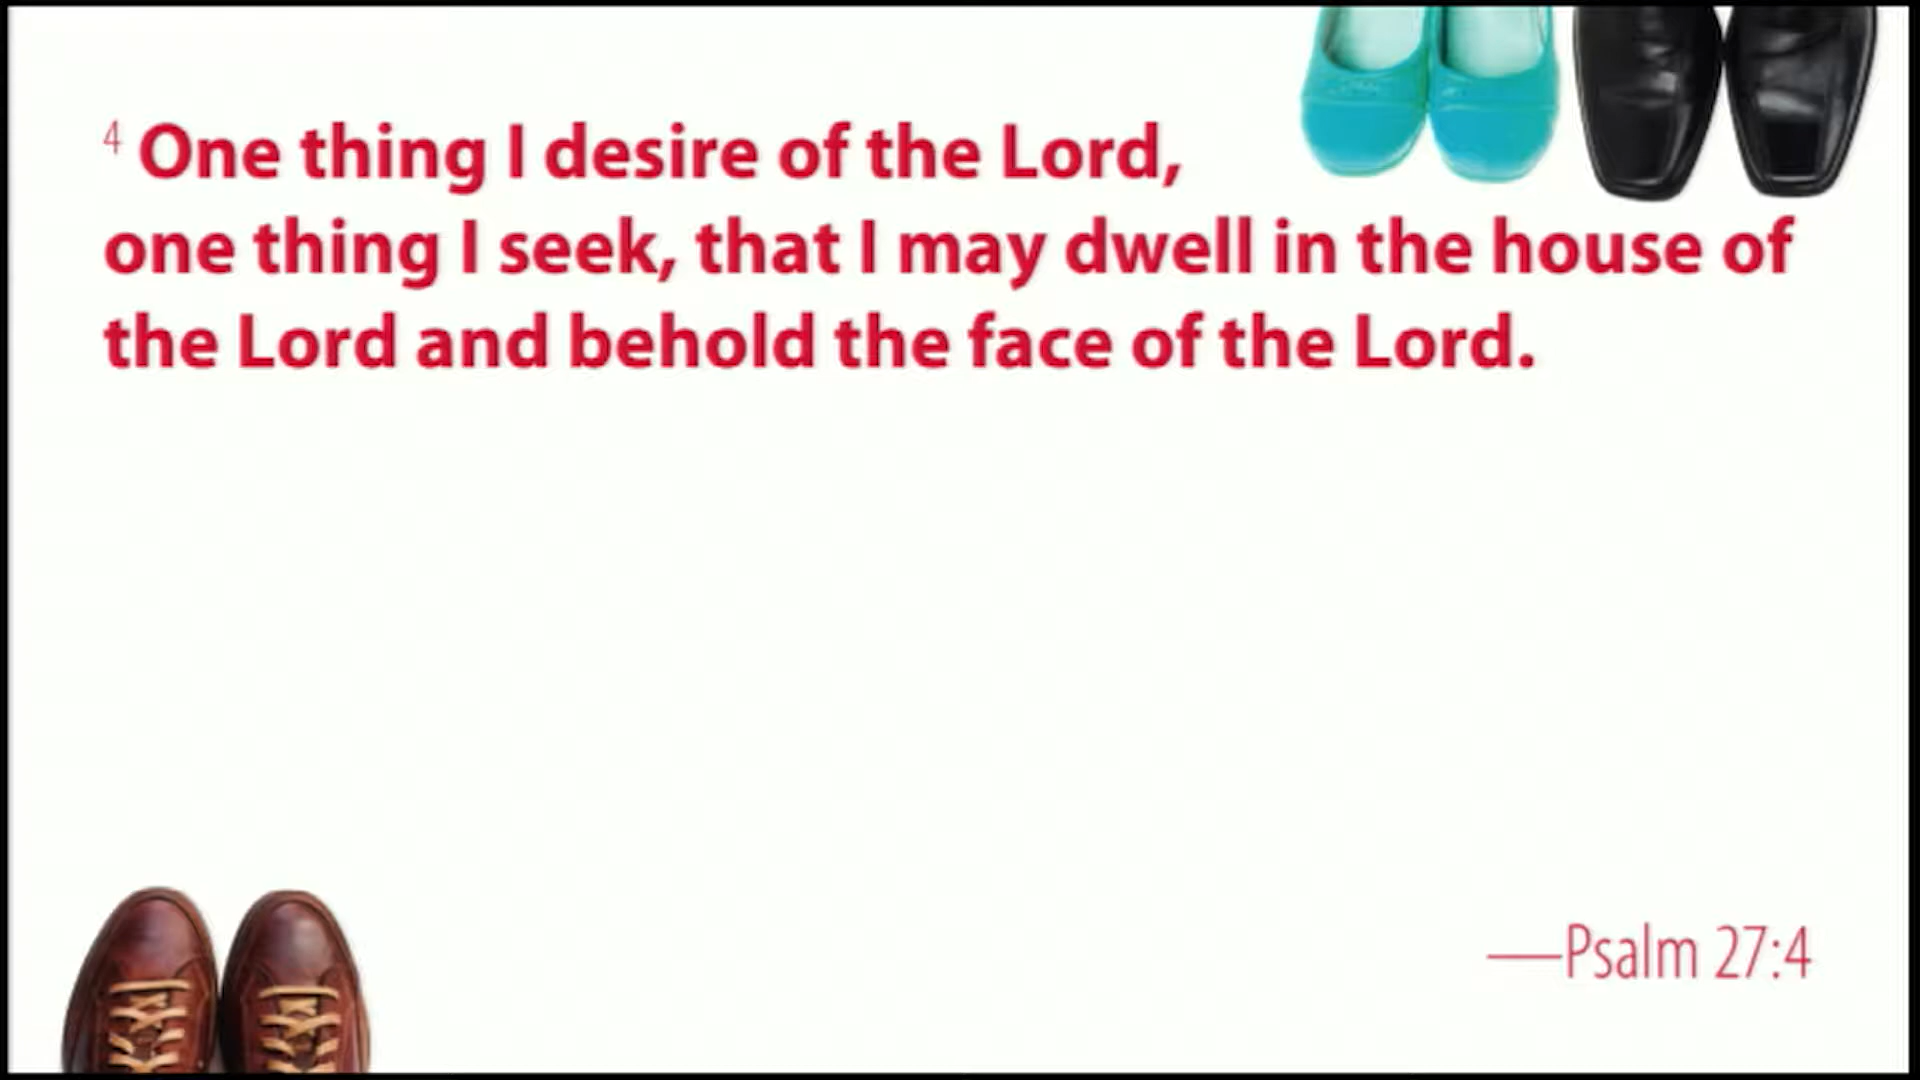 4 One thing I desire of the Lord,
one thing I seek, that I may dwell in the house of
the Lord and behold the face of the Lord.
—Psalm 27:4